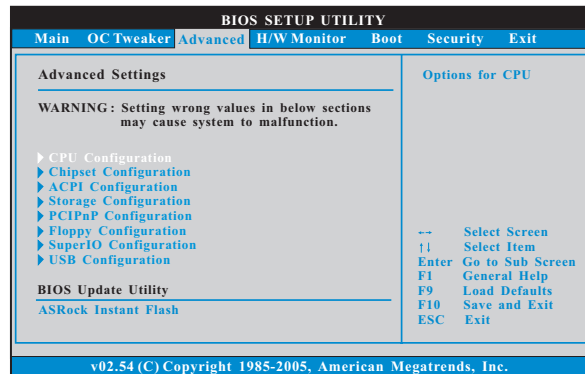 BIOS SETUP UTILITY
Main OC Tweaker Advanced H/W Monitor Boot Security Exit
Advanced Settings
WARNING : Setting wrong values in below sections
may cause system to malfunction.
CPU Configuration
Chipset Configuration
ACPI Configuration
Storage Configuration
PCIPnP Configuration
Floppy Configuration
SuperIO Configuration
USB Configuration
BIOS Update Utility
ASRock Instant Flash
Options for CPU
←→ Select Screen
↑↓ Select Item
Enter Go to Sub Screen
F1 General Help
F9 Load Defaults
F10 Save and Exit
ESC Exit
v02.54 (C) Copyright 1985-2005, American Megatrends, Inc.